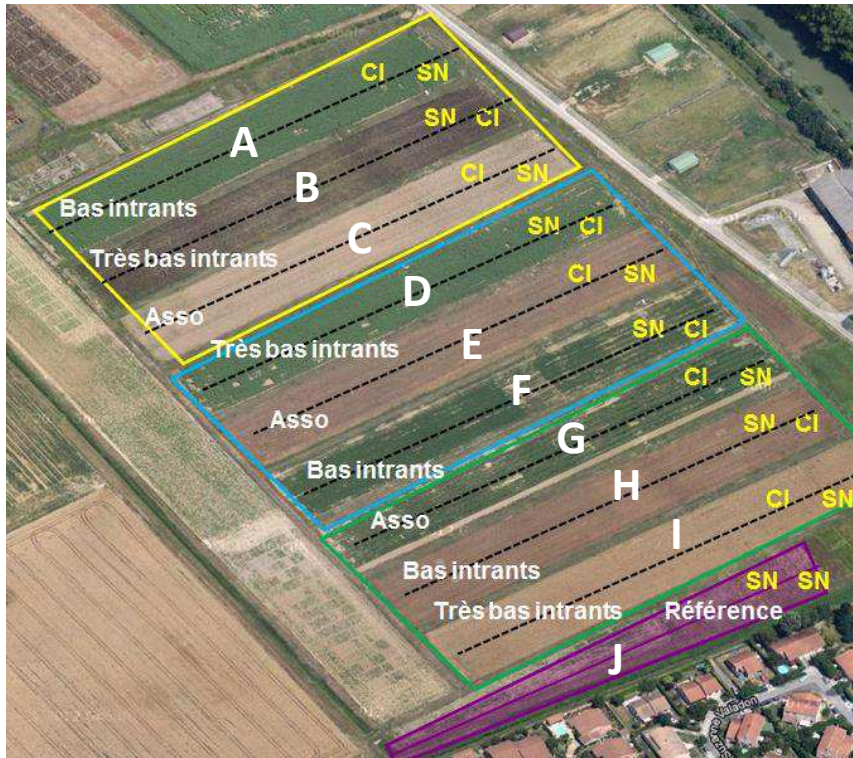 CI SN
A
SN CI
Bas intrants
B
CI SN
Très bas intrants
C
SN CI
Asso
D
CI SN
Très bas intrants
E
SN CI
Asso
F
CI SN
Bas intrants
G
SN CI
Asso
H
CI SN
Bas intrants
I
SN SN
Très bas intrants Référence
J
Valadon